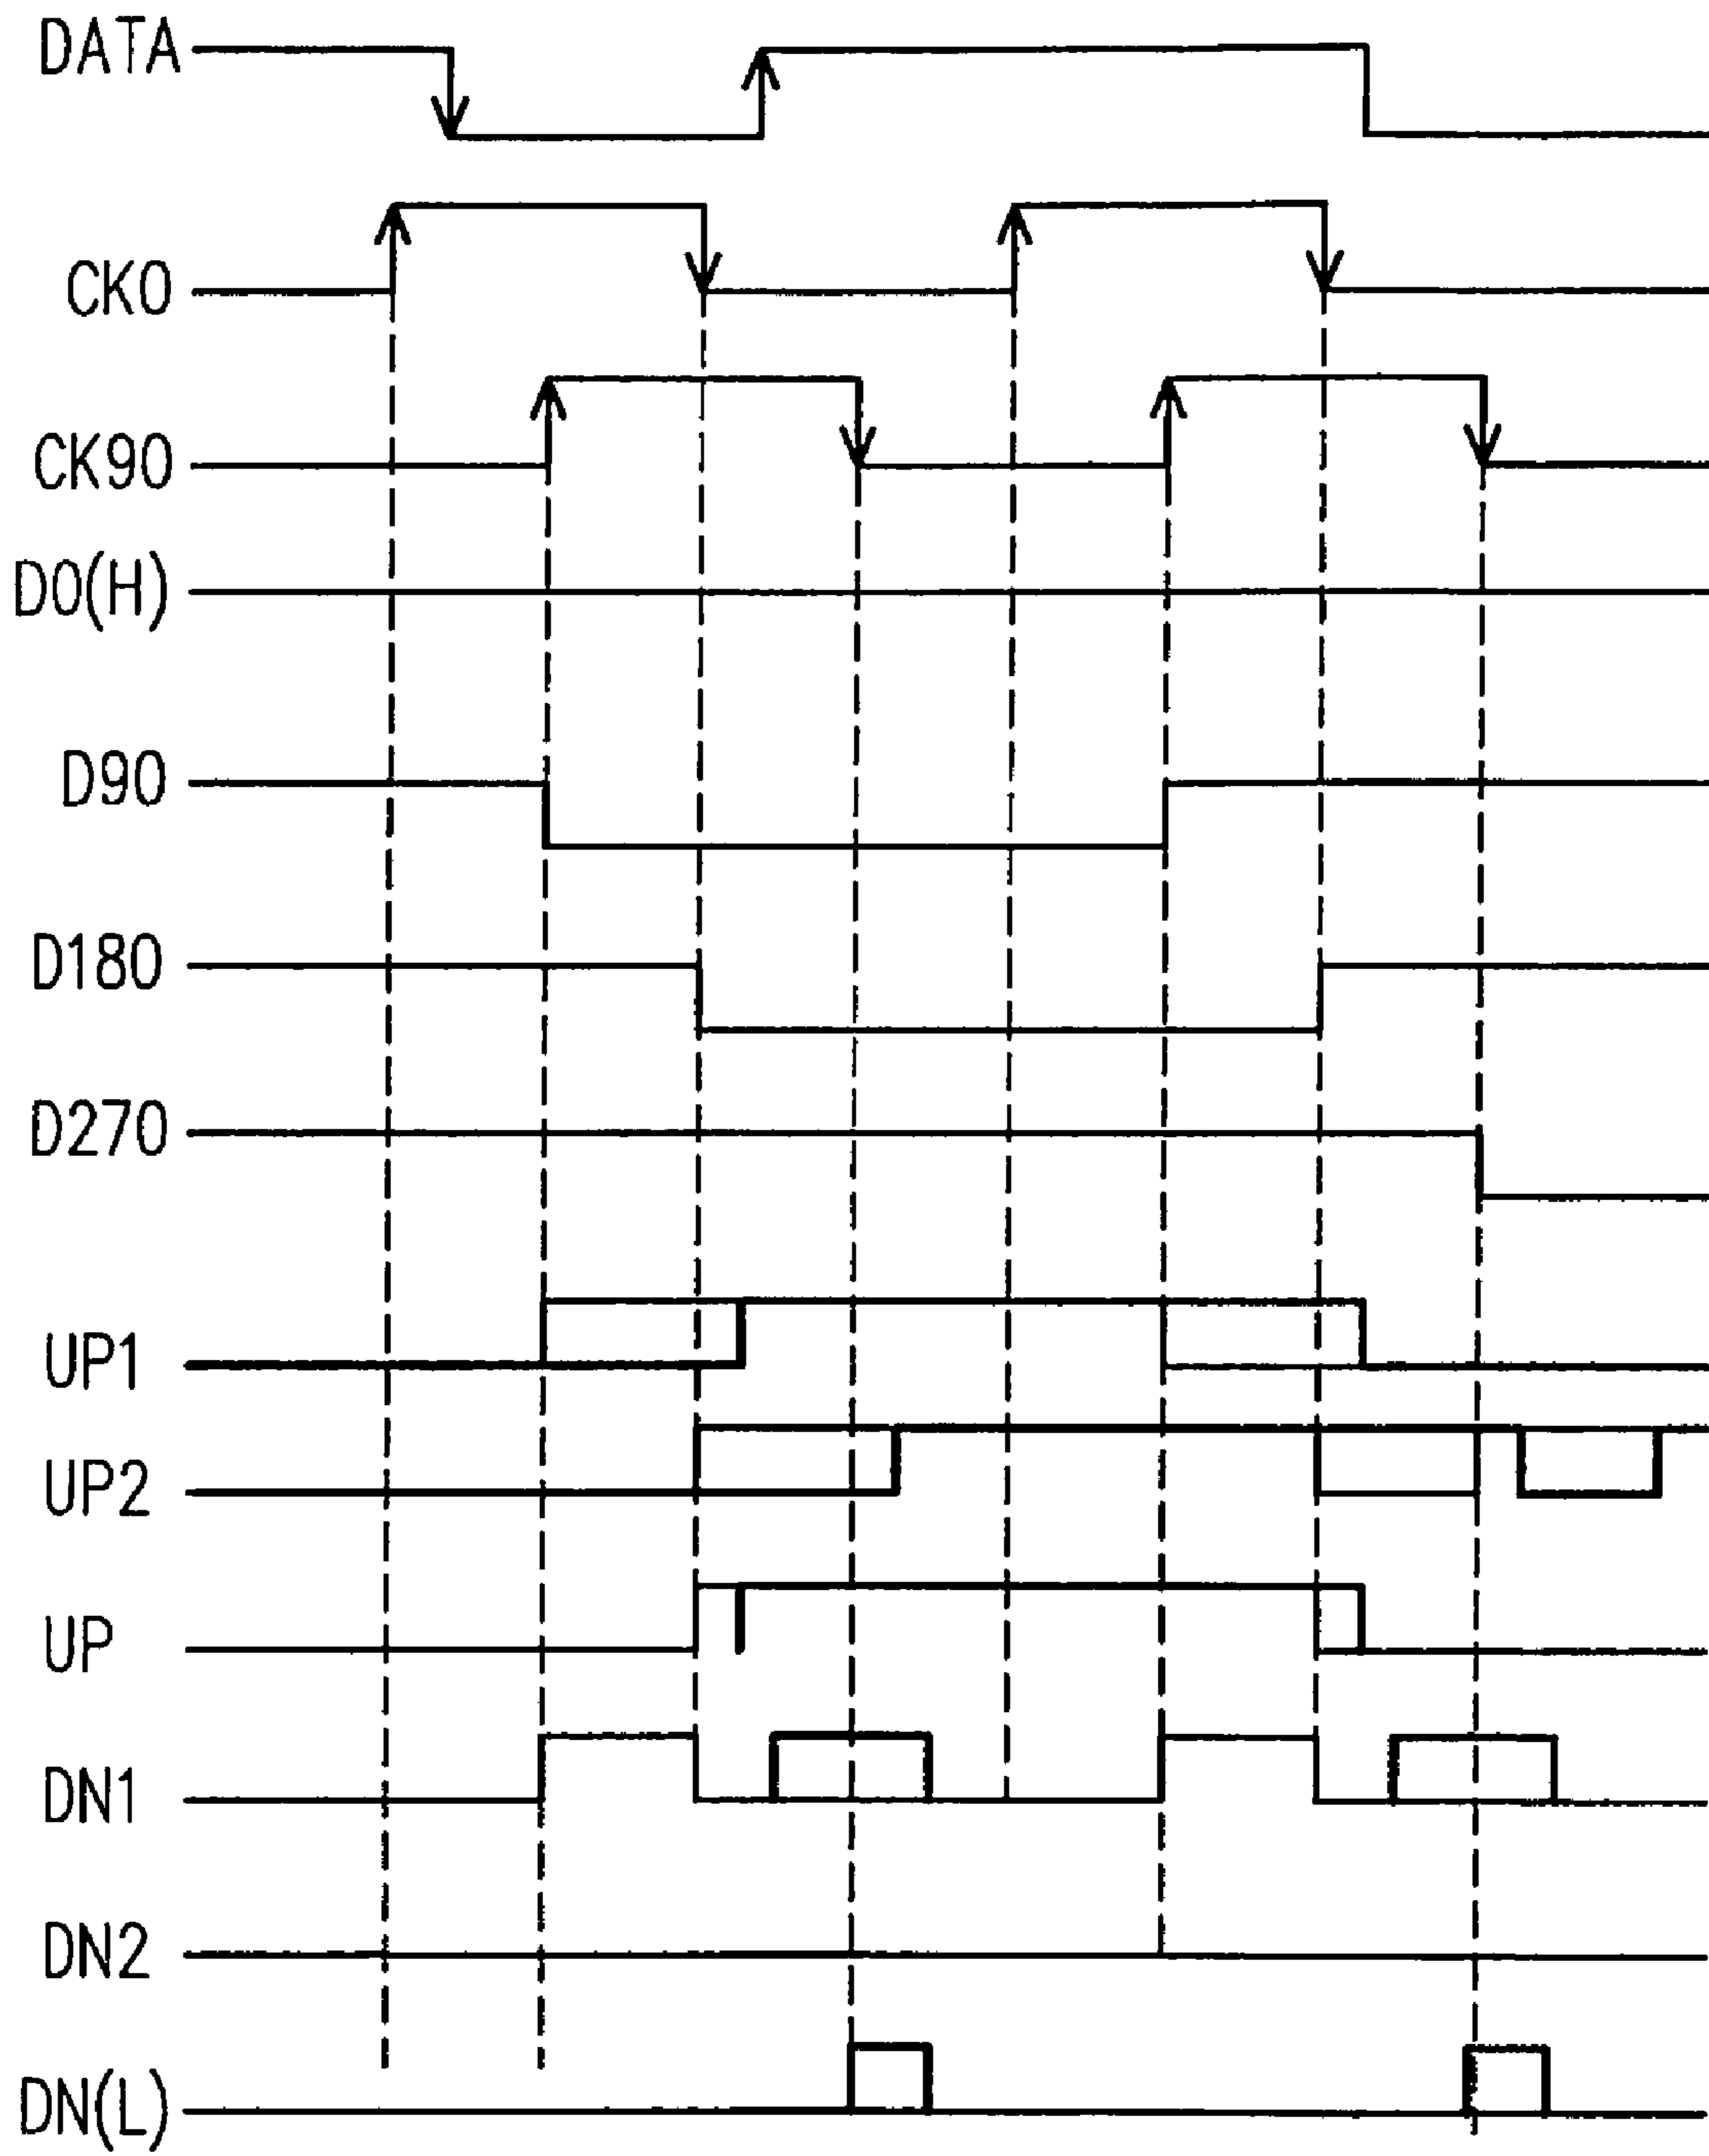 DATA
CK0
CK90
D0(H)
D90
D180
D270
UP1
UP2
UP
DN1
DN2
DN(L)